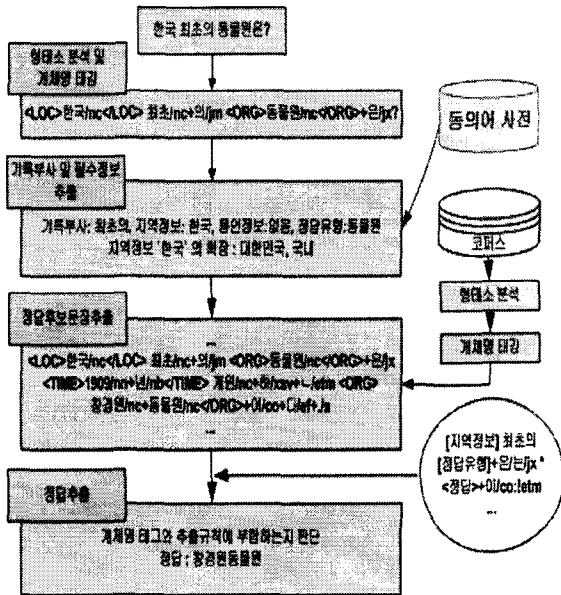 한국 최초의 동물원은?
형태소 분석 및
개체명 태깅
<LOC>한국/nc</LOC> 최초/nc+의/jm <ORG>동물원/nc</ORG>+은/jx?
동의어 사전
기록부사 및 필수정보
추출
기록부사: 최초의, 지역정보: 한국, 용언정보:없음, 정답유형:동물원
지역정보 '한국' 의 확장 : 대한민국, 국내
코퍼스
형태소 분석
개체명 태깅
정답후보문장추출
...
<LOC>한국/nc</LOC> 최초/nc+의/jm <ORG>동물원/nc</ORG>+은/jx
<TIME>1909/nn+년/nb</TIME> 개원/nc+하/xsv+ㄴ/etm <ORG>
창경원/nc+동물원/nc</ORG>+이/co+다/ef+./s
...
[지역정보] 최초의
[정답유형]+은/는/jx *
<정답>+이/co:!etm
...
정답추출
개체명 태그와 추출규칙에 부합하는지 판단
정답 : 창경원동물원